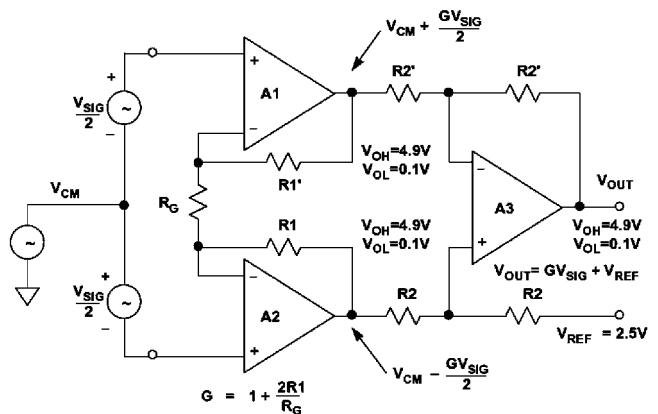 V_CM + GV_SIG/2
+
V_SIG/2
~
−
+
A1
−
R2'
R2'
V_OH=4.9V
V_OL=0.1V
R1'
V_CM
R_G
−
A3
+
V_OUT
V_OH=4.9V
V_OL=0.1V
R1
V_OH=4.9V
V_OL=0.1V
V_OUT= GV_SIG + V_REF
~
+
V_SIG/2
~
−
−
A2
+
R2
R2
V_REF = 2.5V
V_CM − GV_SIG/2
G = 1 + 2R1/R_G